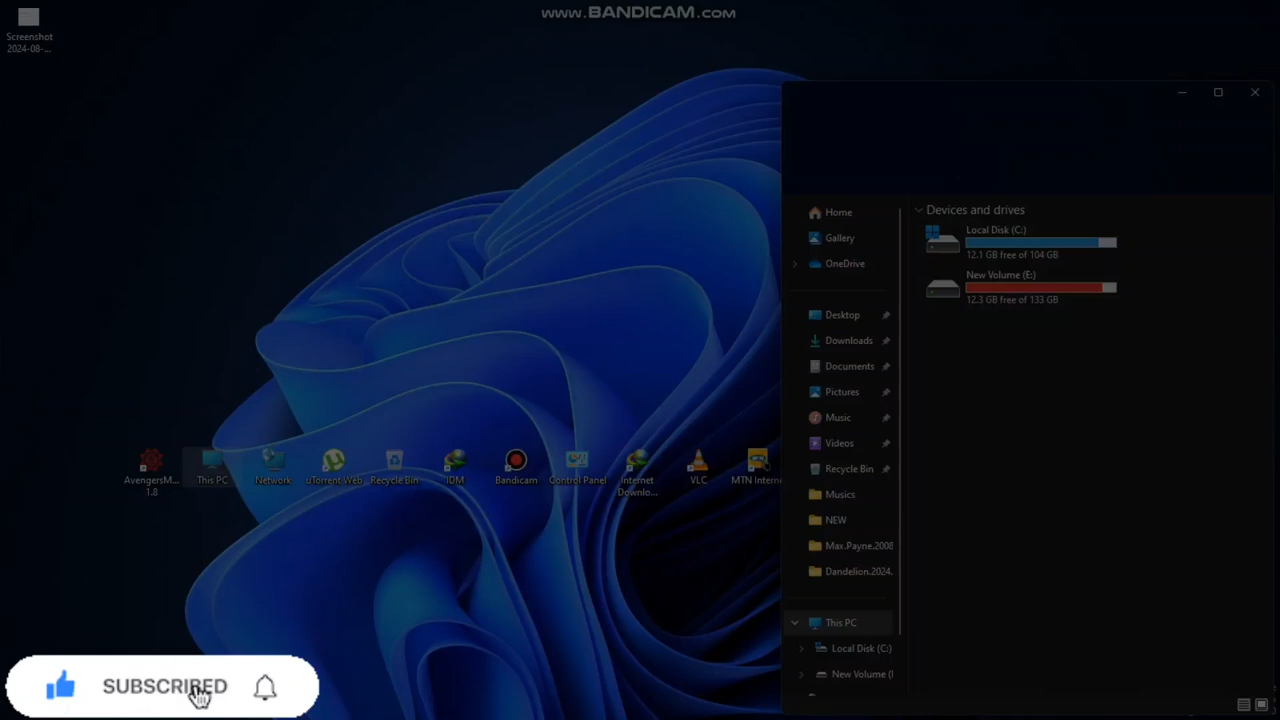 www.BANDICAM.com
Screenshot
2024-08-...
Home
Gallery
OneDrive
Desktop
Downloads
Documents
Pictures
Music
Videos
Recycle Bin
Musics
NEW
Max.Payne.2008
Dandelion.2024.
This PC
Local Disk (C:)
New Volume (I
Devices and drives
Local Disk (C:)
12.1 GB free of 104 GB
New Volume (E:)
12.3 GB free of 133 GB
AvengersM...
1.8
This PC
Network
uTorrent Web
Recycle Bin
IDM
Bandicam
Control Panel
Internet
Downlo...
VLC
MTN Intern
SUBSCRIBED